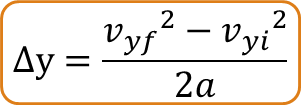 Δy = (v_yf² − v_yi²) / 2a